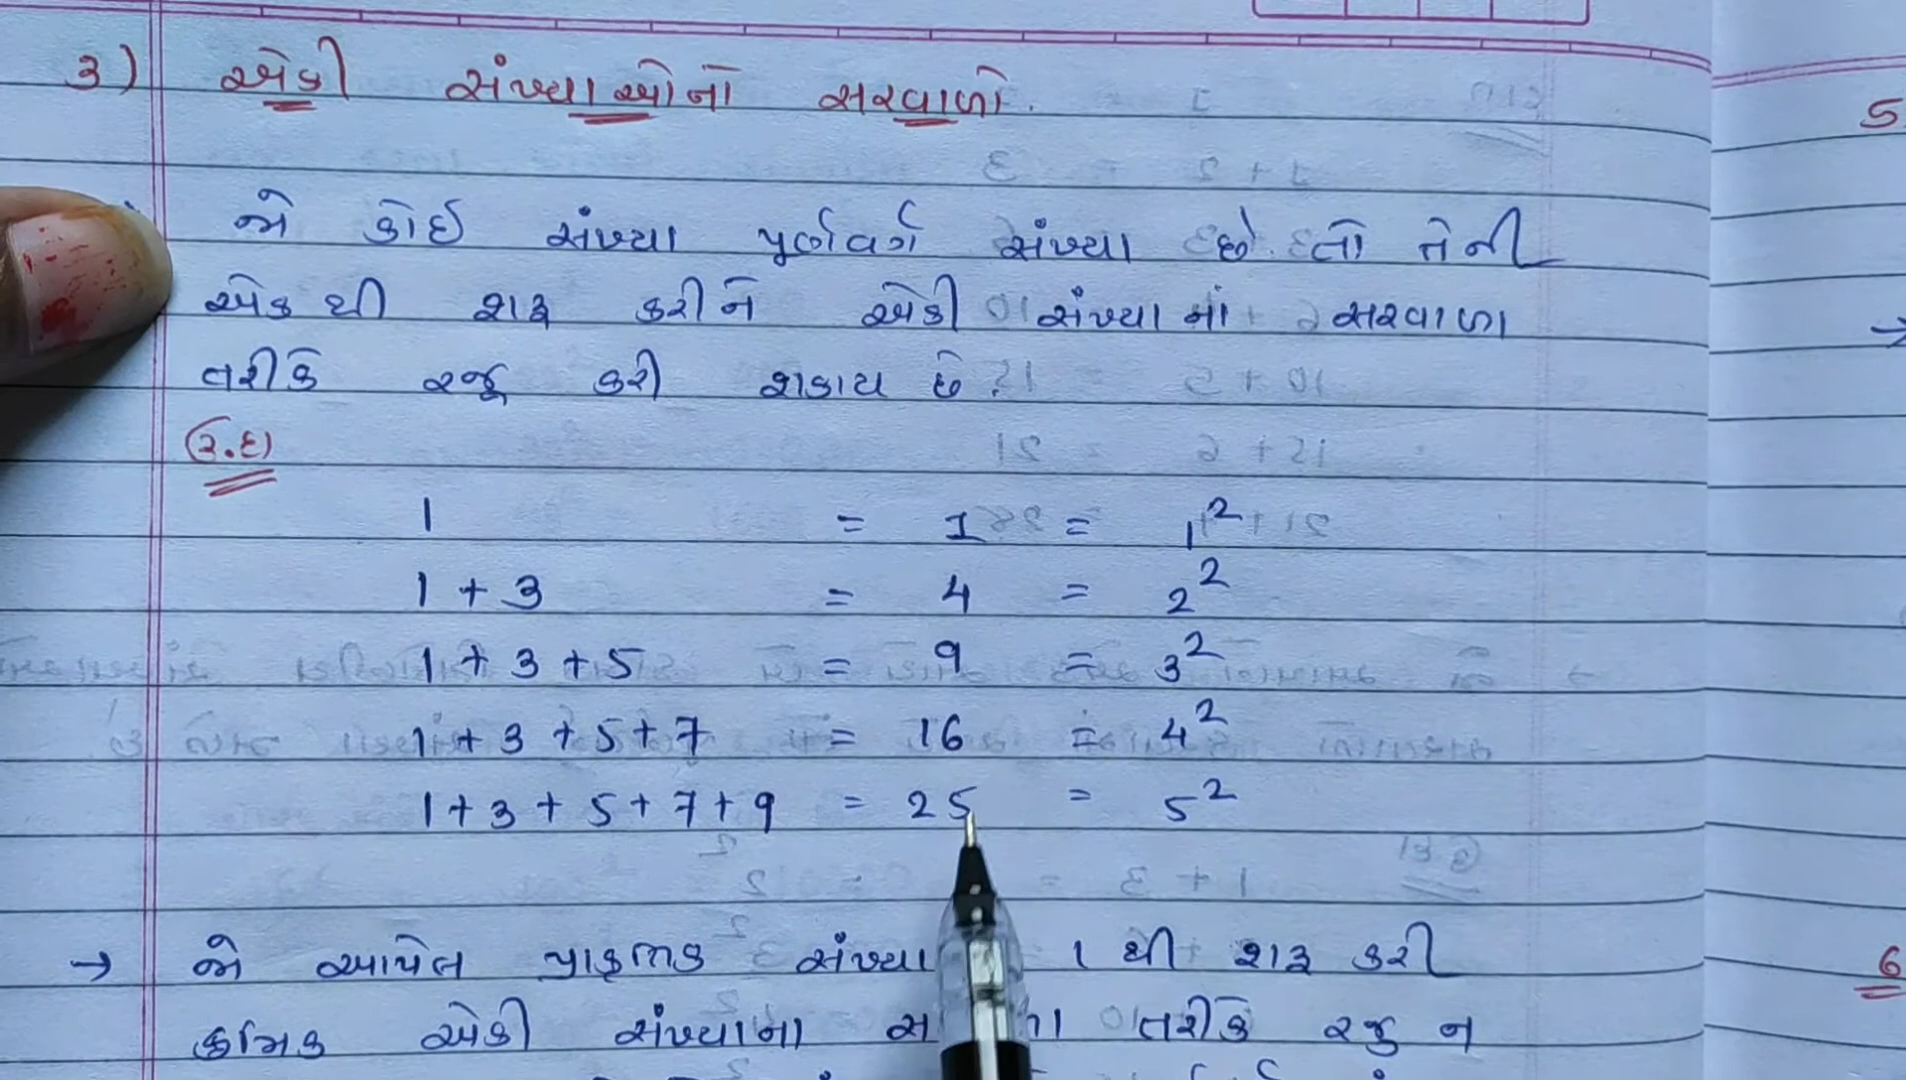 3) એકી સંખ્યાઓનો સરવાળો.
જો કોઈ સંખ્યા પૂર્ણવર્ગ સંખ્યા છે. તો તેની
એક થી શરૂ કરીને એકી સંખ્યાનાં સરવાળા
તરીકે રજૂ કરી શકાય છે.
1 = 1 = 1²
1 + 3 = 4 = 2²
1 + 3 + 5 = 9 = 3²
1 + 3 + 5 + 7 = 16 = 4²
1 + 3 + 5 + 7 + 9 = 25 = 5²
→ જો આપેલ પ્રાકૃતિક સંખ્યા 1 થી શરૂ કરી
ક્રમિક એકી સંખ્યાના તરીકે રજુ ન
5
→
6